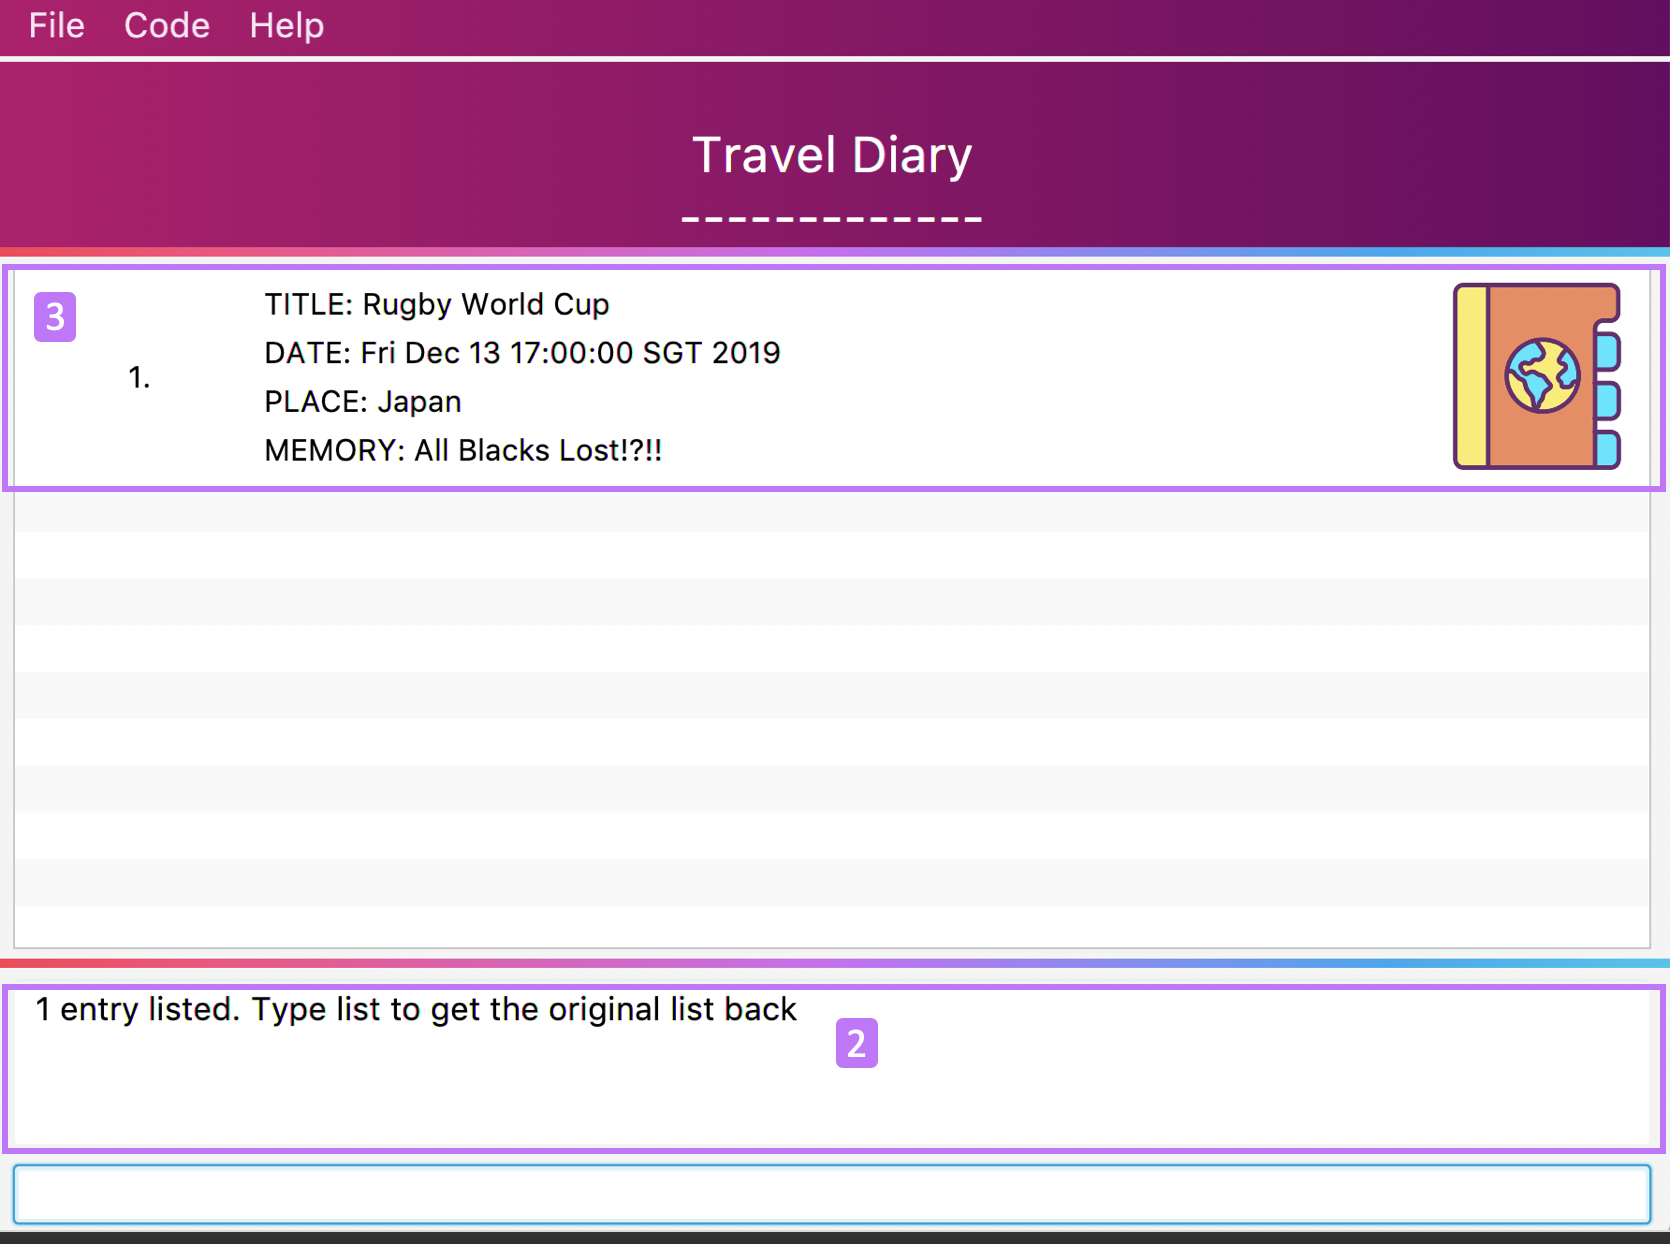 File Code Help
Travel Diary
-------------
3
1.
TITLE: Rugby World Cup
DATE: Fri Dec 13 17:00:00 SGT 2019
PLACE: Japan
MEMORY: All Blacks Lost!?!!
1 entry listed. Type list to get the original list back
2